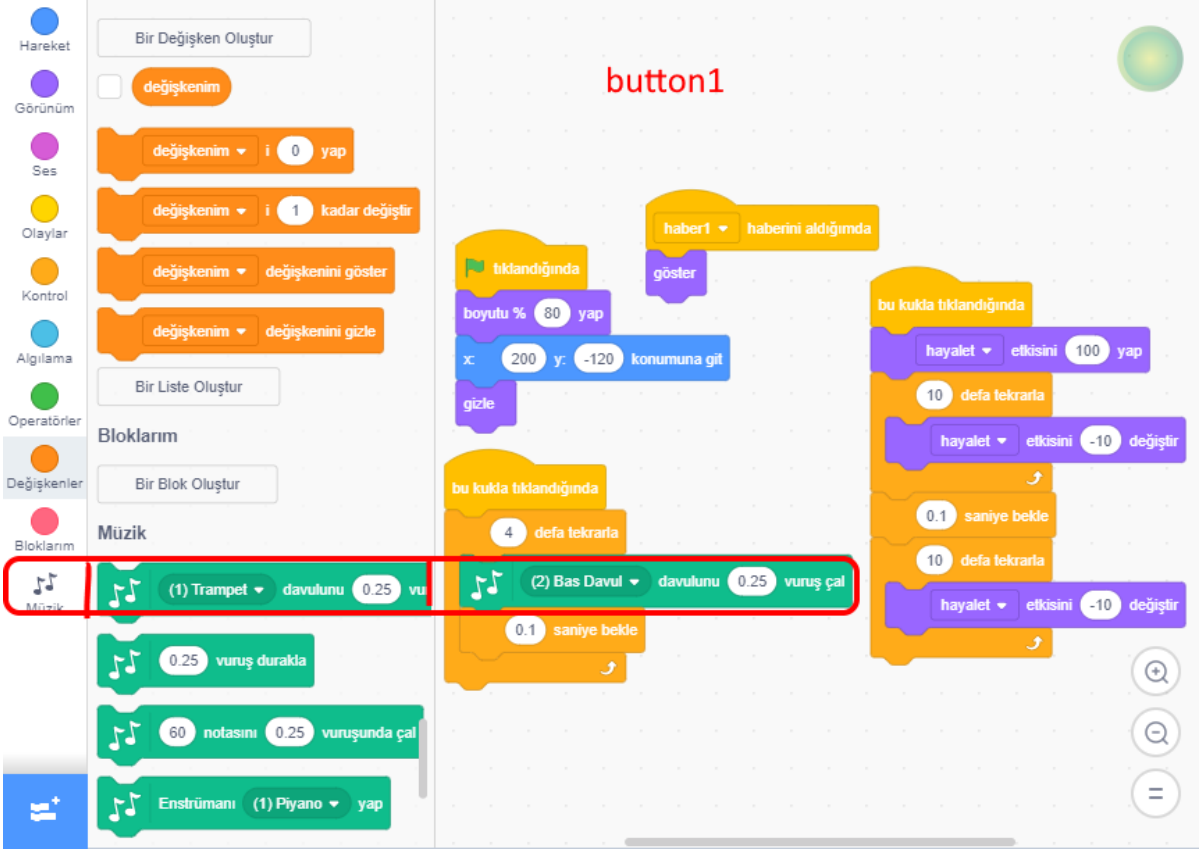 Hareket
Görünüm
Ses
Olaylar
Kontrol
Algılama
Operatörler
Değişkenler
Bloklarım
Müzik
Bir Değişken Oluştur
değişkenim
değişkenim i 0 yap
değişkenim i 1 kadar değiştir
değişkenim değişkenini göster
değişkenim değişkenini gizle
Bir Liste Oluştur
Bloklarım
Bir Blok Oluştur
Müzik
(1) Trampet davulunu 0.25 vu
0.25 vuruş durakla
60 notasını 0.25 vuruşunda çal
Enstrümanı (1) Piyano yap
button1
tıklandığında
boyutu % 80 yap
x: 200 y: -120 konumuna git
gizle
haber1 haberini aldığımda
göster
bu kukla tıklandığında
4 defa tekrarla
(2) Bas Davul davulunu 0.25 vuruş çal
0.1 saniye bekle
bu kukla tıklandığında
hayalet etkisini 100 yap
10 defa tekrarla
hayalet etkisini -10 değiştir
0.1 saniye bekle
10 defa tekrarla
hayalet etkisini -10 değiştir